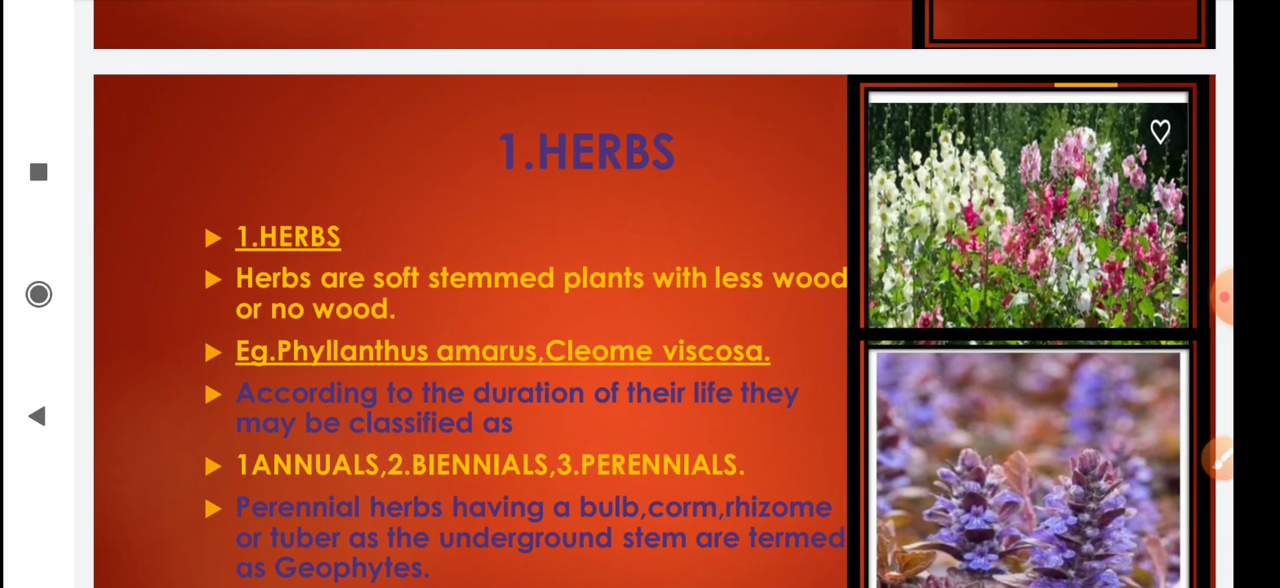 1.HERBS
1.HERBS
Herbs are soft stemmed plants with less wood
or no wood.
Eg.Phyllanthus amarus,Cleome viscosa.
According to the duration of their life they
may be classified as
1ANNUALS,2.BIENNIALS,3.PERENNIALS.
Perennial herbs having a bulb,corm,rhizome
or tuber as the underground stem are termed
as Geophytes.